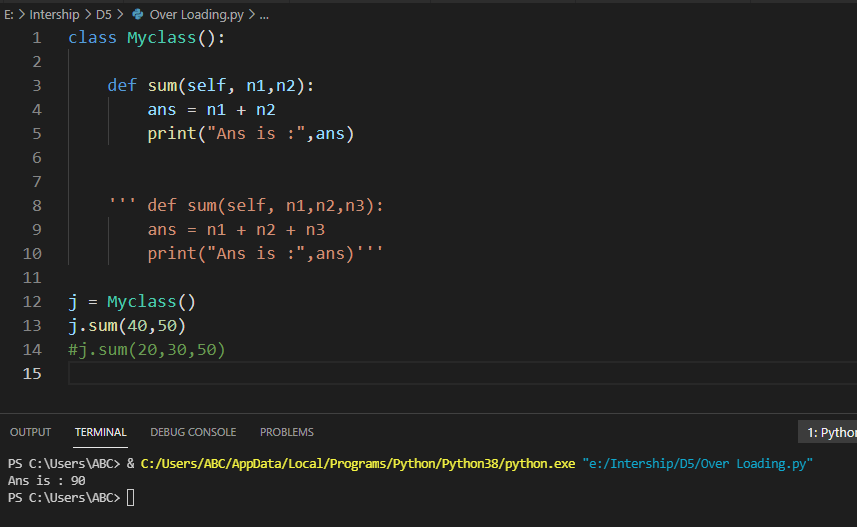 E: > Intership > D5 > Over Loading.py > ...
1 class Myclass():
2
3     def sum(self, n1,n2):
4         ans = n1 + n2
5         print("Ans is :",ans)
6
7
8     ''' def sum(self, n1,n2,n3):
9         ans = n1 + n2 + n3
10         print("Ans is :",ans)'''
11
12 j = Myclass()
13 j.sum(40,50)
14 #j.sum(20,30,50)
15
OUTPUT TERMINAL DEBUG CONSOLE PROBLEMS 1: Python
PS C:\Users\ABC> & C:/Users/ABC/AppData/Local/Programs/Python/Python38/python.exe "e:/Intership/D5/Over Loading.py"
Ans is : 90
PS C:\Users\ABC>